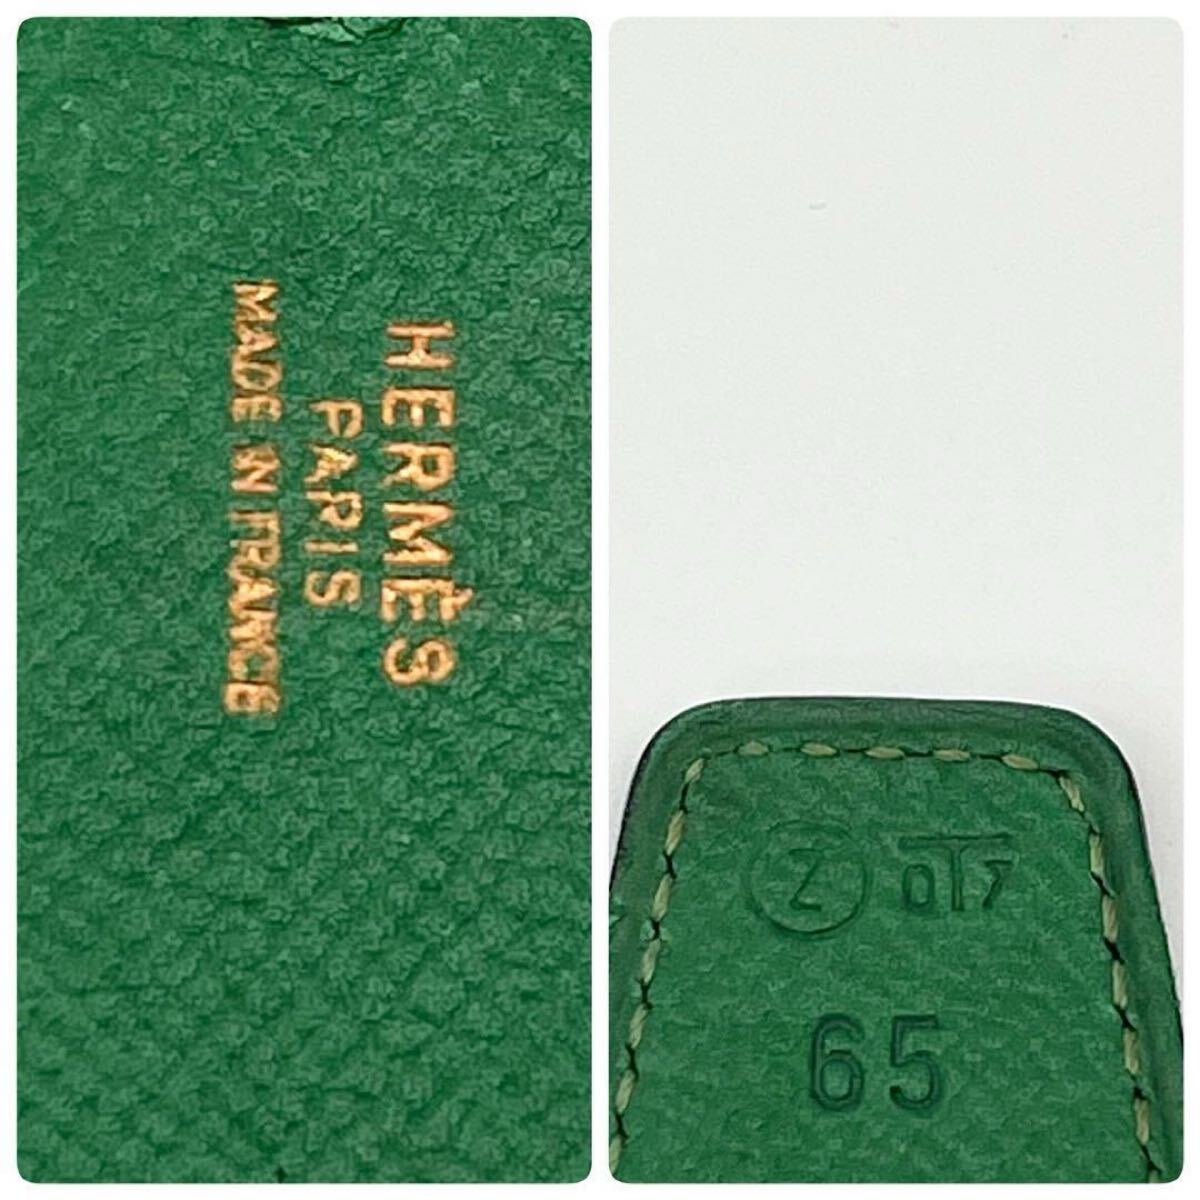 HERMÈS
PARIS
MADE IN FRANCE
Z
65